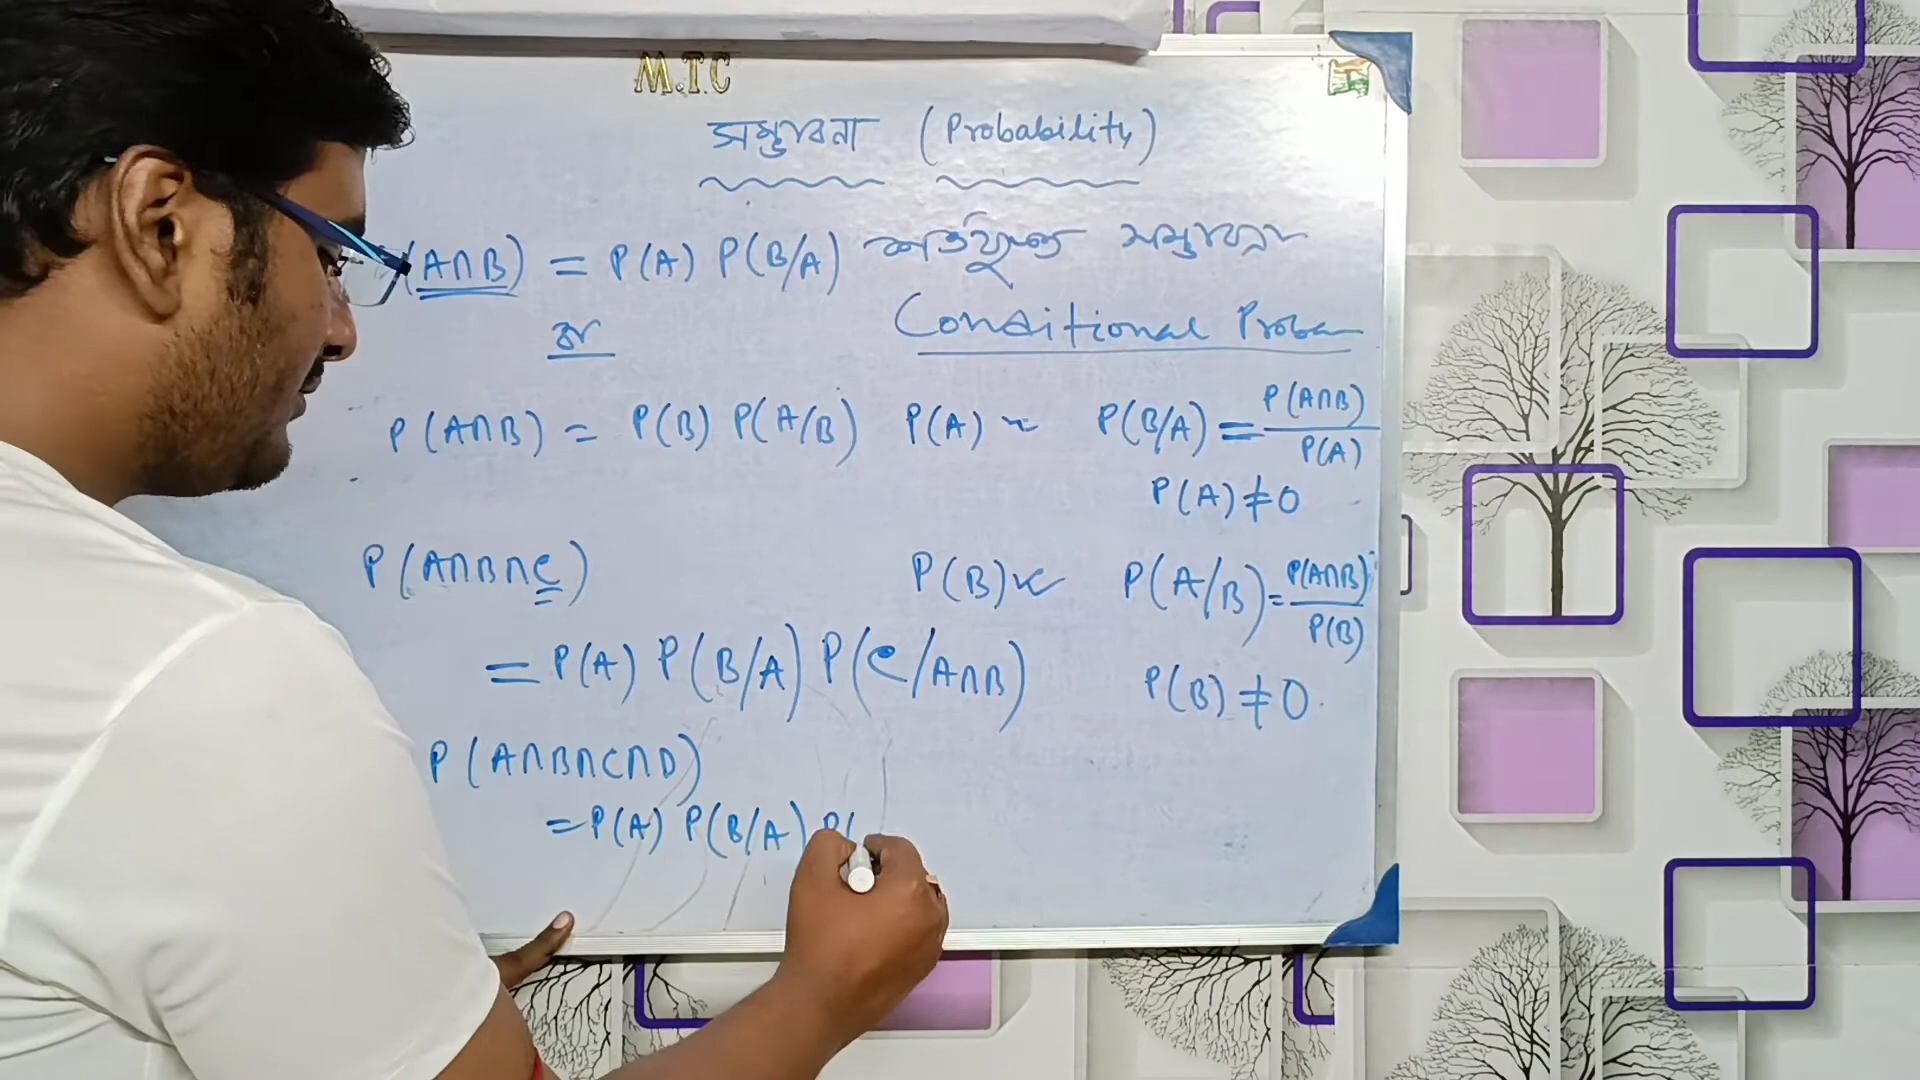 M.T.C
সম্ভাবনা (Probability)
(A∩B) = P(A) P(B/A) শর্তযুক্ত সম্ভাবনা
or
Conditional Proba
P(A∩B) = P(B) P(A/B)
P(A) ~ P(B/A) = P(A∩B)/P(A)
P(A) ≠ 0
P(A∩B∩C)
P(B) P(A/B) = P(A∩B)/P(B)
= P(A) P(B/A) P(C/A∩B)
P(B) ≠ 0
P(A∩B∩C∩D)
= P(A) P(B/A) P(